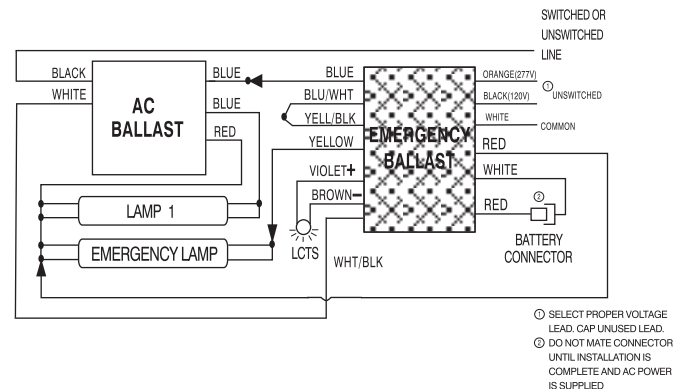 SWITCHED OR
UNSWITCHED
LINE
BLACK
WHITE
AC
BALLAST
BLUE
BLUE
RED
BLUE
BLU/WHT
YELL/BLK
YELLOW
VIOLET+
BROWN-
WHT/BLK
EMERGENCY
BALLAST
ORANGE(277V)
BLACK(120V)
① UNSWITCHED
WHITE
COMMON
RED
WHITE
RED
②
BATTERY
CONNECTOR
LAMP 1
EMERGENCY LAMP
LCTS
① SELECT PROPER VOLTAGE
LEAD. CAP UNUSED LEAD.
② DO NOT MATE CONNECTOR
UNTIL INSTALLATION IS
COMPLETE AND AC POWER
IS SUPPLIED